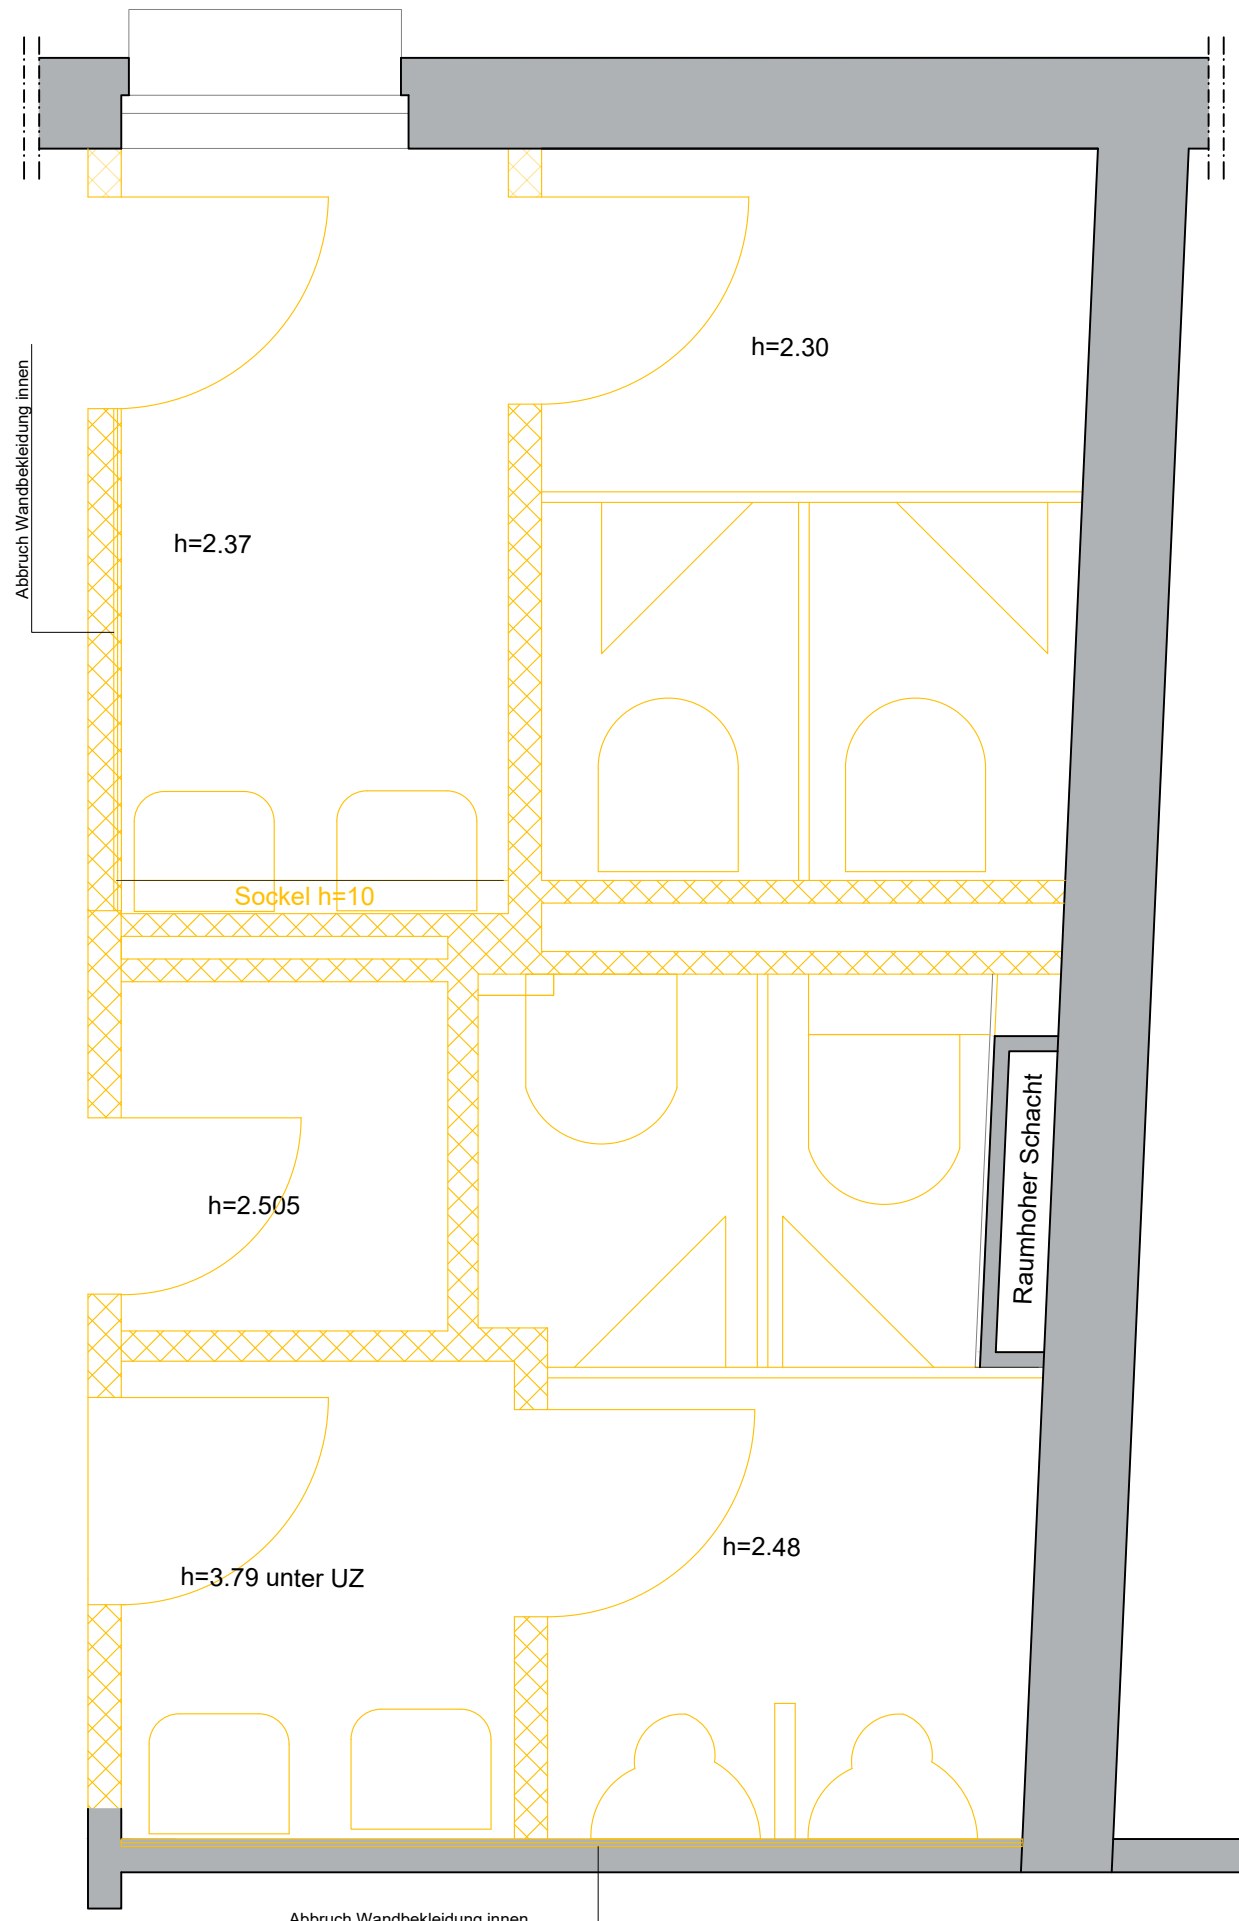 h=2.30
Abbruch Wandbekleidung innen
h=2.37
Sockel h=10
Raumhoher Schacht
h=2.505
h=2.48
h=3.79 unter UZ
Abbruch Wandbekleidung innen